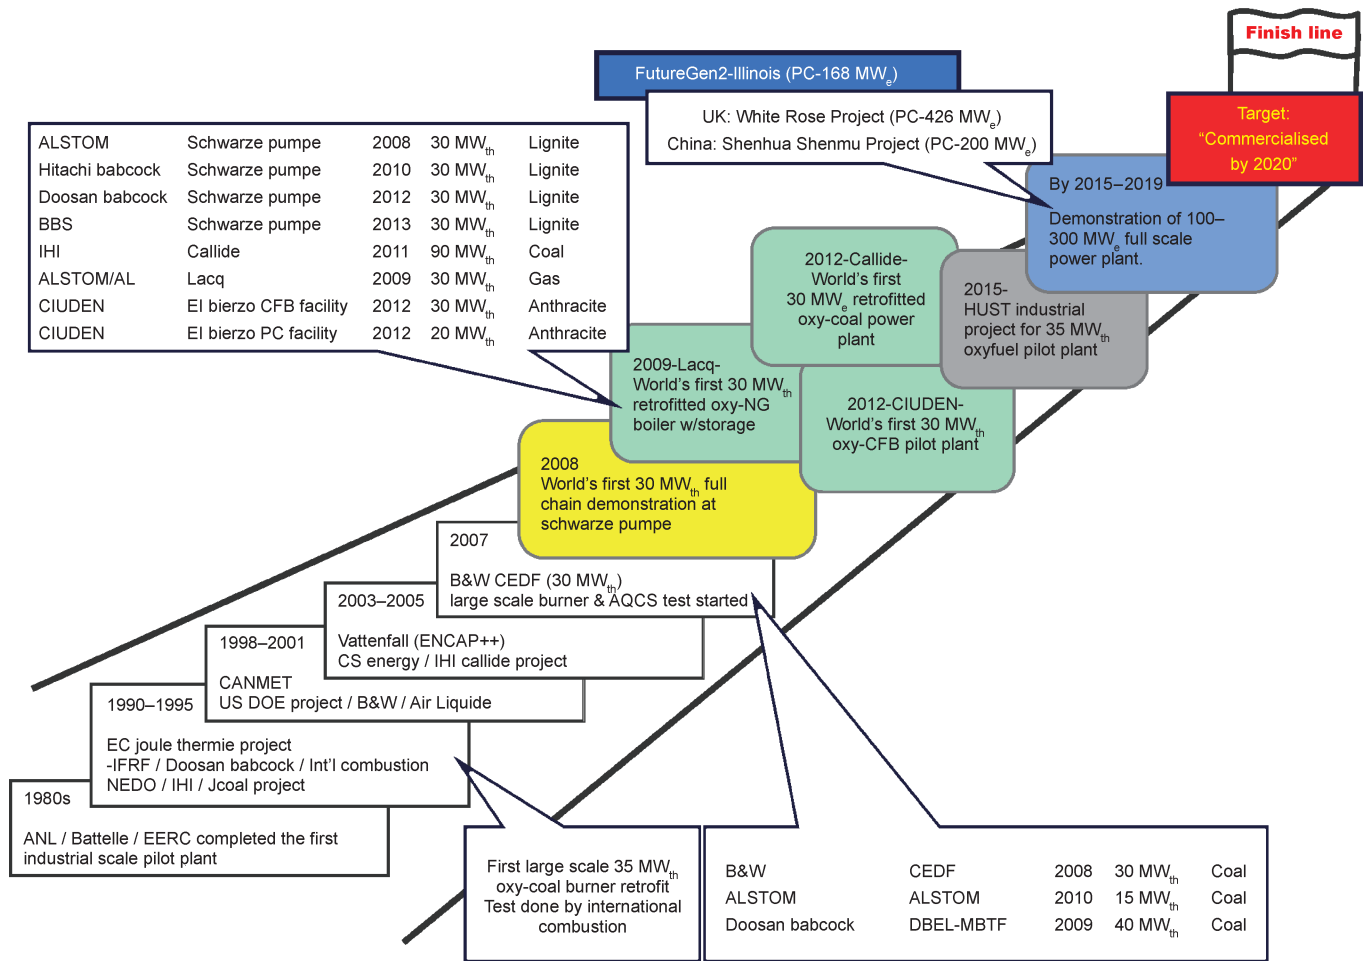 Finish line
Target:
“Commercialised
by 2020”
FutureGen2-Illinois (PC-168 MWe)
UK: White Rose Project (PC-426 MWe)
China: Shenhua Shenmu Project (PC-200 MWe)
ALSTOM Schwarze pumpe 2008 30 MWth Lignite
Hitachi babcock Schwarze pumpe 2010 30 MWth Lignite
Doosan babcock Schwarze pumpe 2012 30 MWth Lignite
BBS Schwarze pumpe 2013 30 MWth Lignite
IHI Callide 2011 90 MWth Coal
ALSTOM/AL Lacq 2009 30 MWth Gas
CIUDEN El bierzo CFB facility 2012 30 MWth Anthracite
CIUDEN El bierzo PC facility 2012 20 MWth Anthracite
By 2015–2019
Demonstration of 100–
300 MWe full scale
power plant.
2012-Callide-
World’s first
30 MWe retrofitted
oxy-coal power
plant
2015-
HUST industrial
project for 35 MWth
oxyfuel pilot plant
2009-Lacq-
World’s first 30 MWth
retrofitted oxy-NG
boiler w/storage
2012-CIUDEN-
World’s first 30 MWth
oxy-CFB pilot plant
2008
World’s first 30 MWth full
chain demonstration at
schwarze pumpe
2007
B&W CEDF (30 MWth)
large scale burner & AQCS test started
2003–2005
Vattenfall (ENCAP++)
CS energy / IHI callide project
1998–2001
CANMET
US DOE project / B&W / Air Liquide
1990–1995
EC joule thermie project
-IFRF / Doosan babcock / Int’l combustion
NEDO / IHI / Jcoal project
1980s
ANL / Battelle / EERC completed the first
industrial scale pilot plant
First large scale 35 MWth
oxy-coal burner retrofit
Test done by international
combustion
B&W CEDF 2008 30 MWth Coal
ALSTOM ALSTOM 2010 15 MWth Coal
Doosan babcock DBEL-MBTF 2009 40 MWth Coal